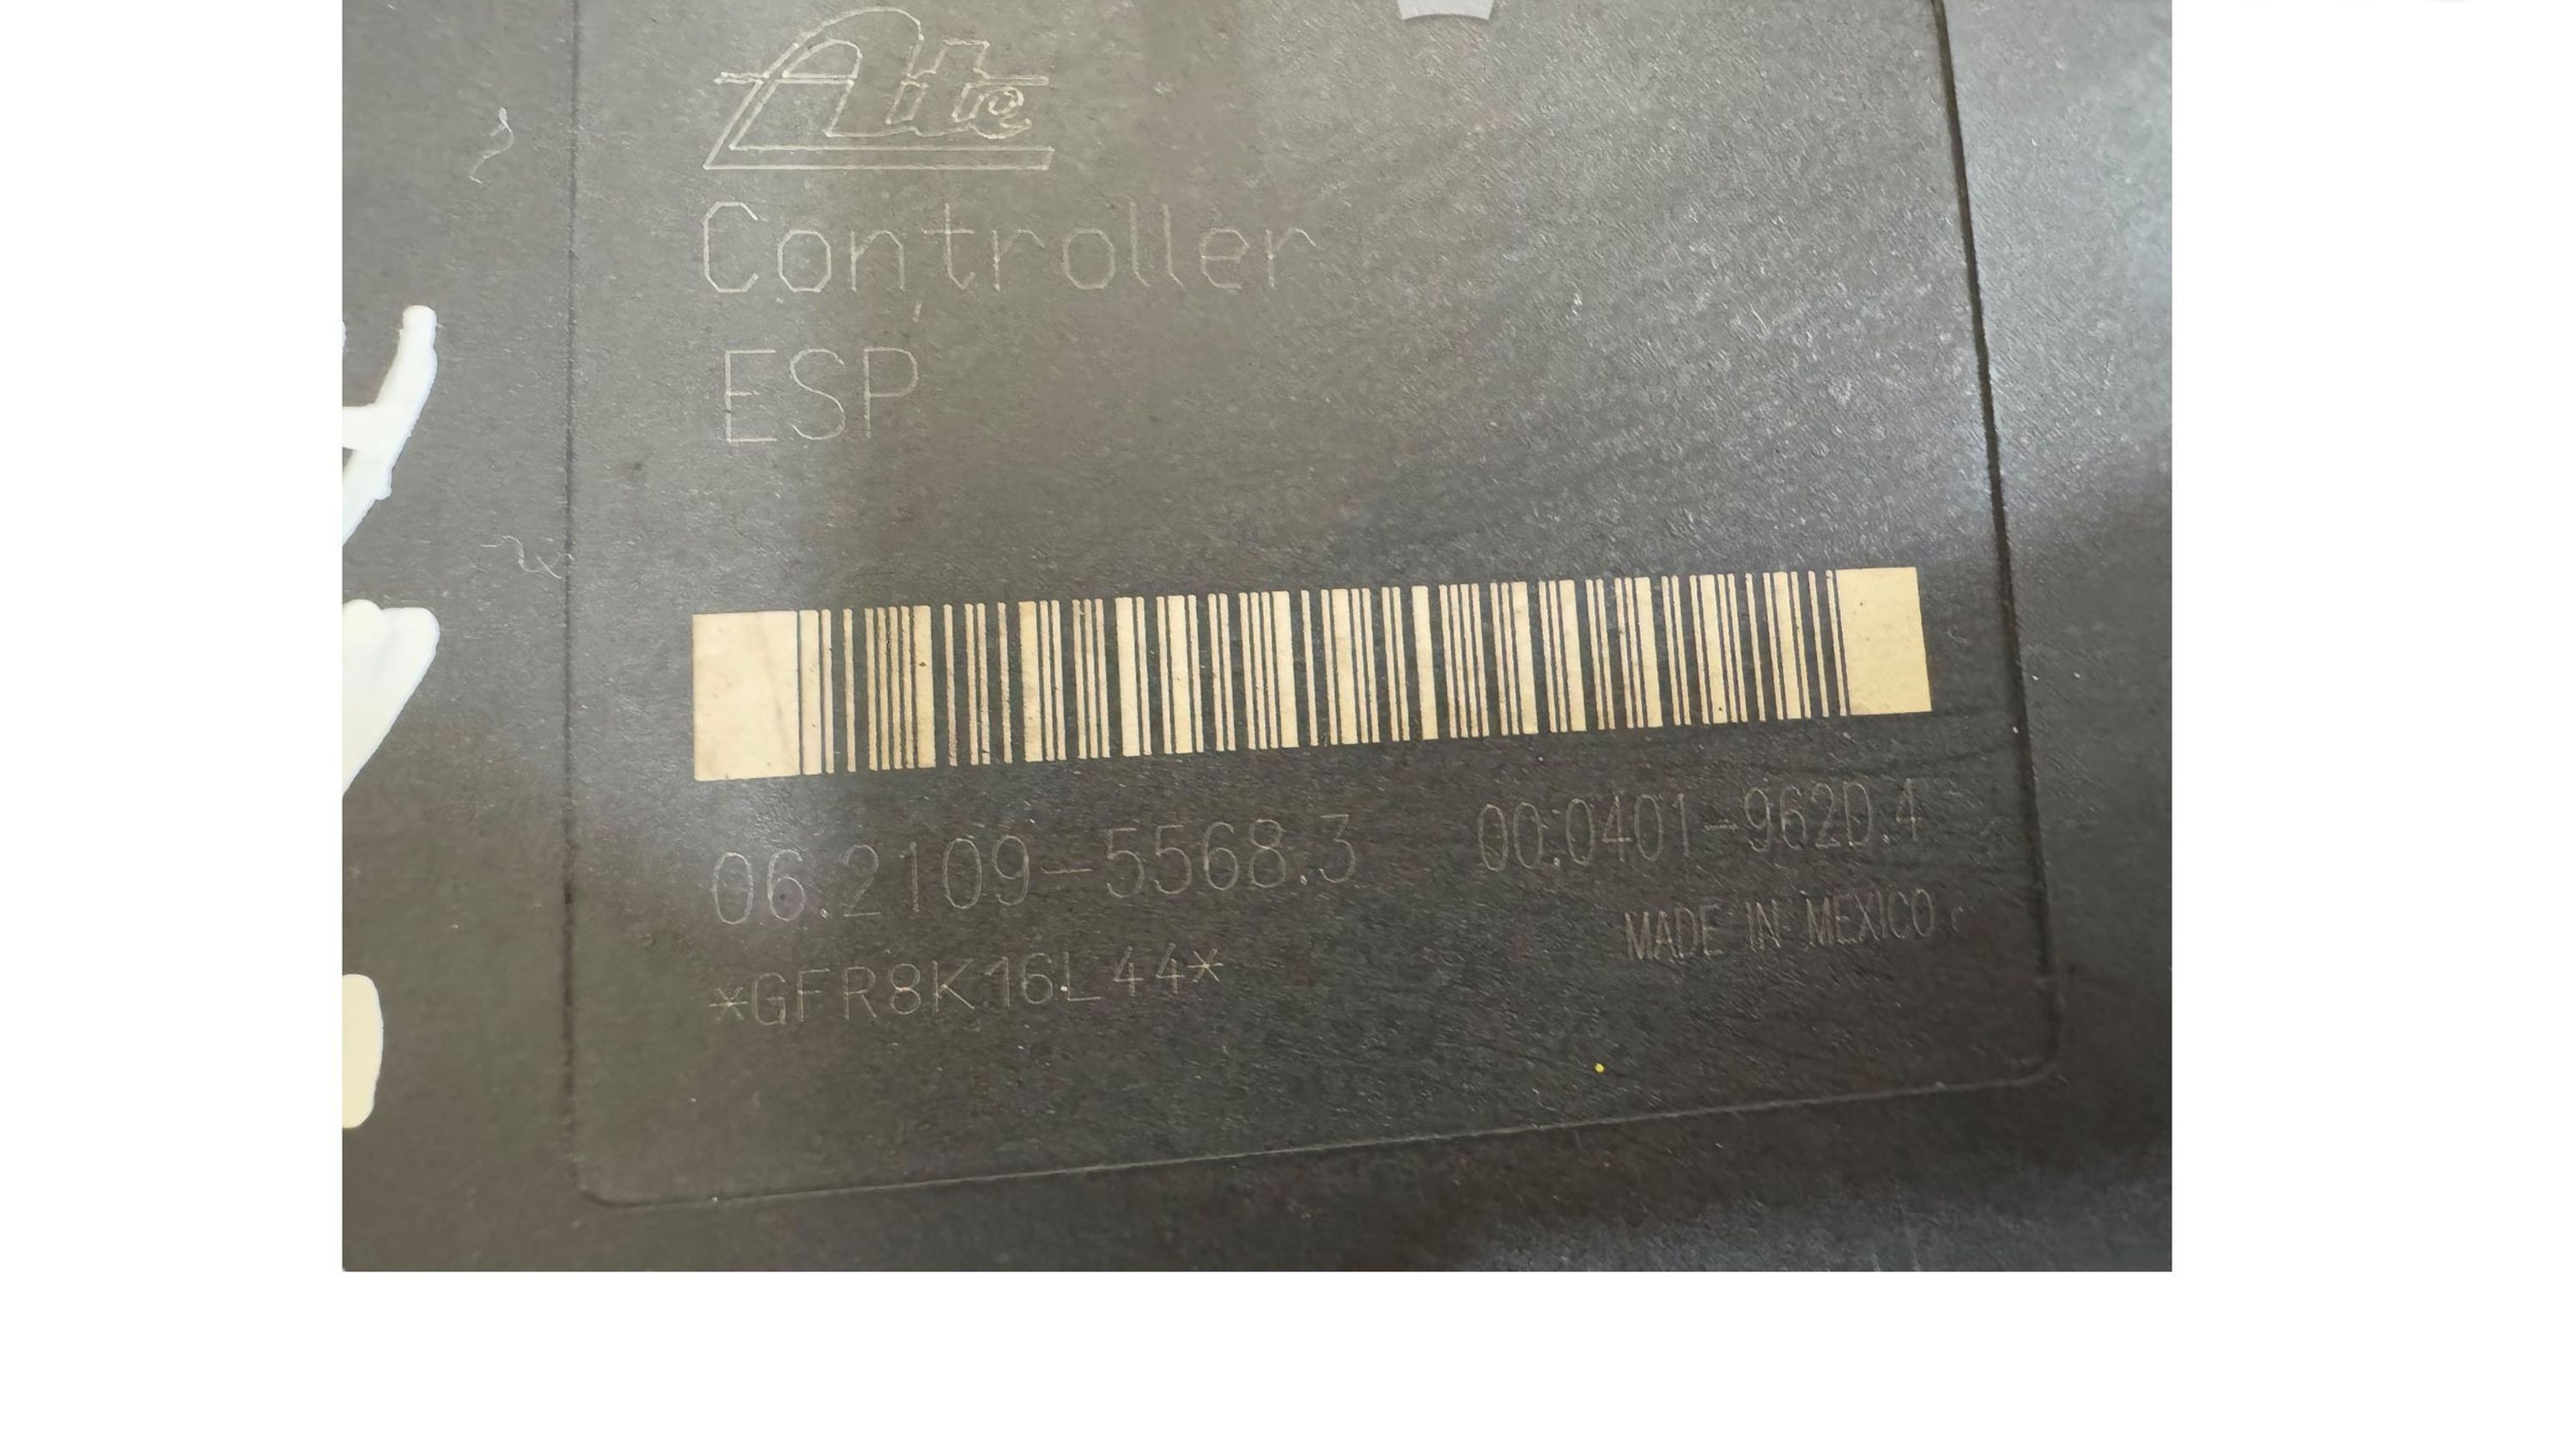 Ate
Controller
ESP
06.2109-5568.3 00.0401-962D.4
MADE IN MEXICO
*GFR8K16L44*